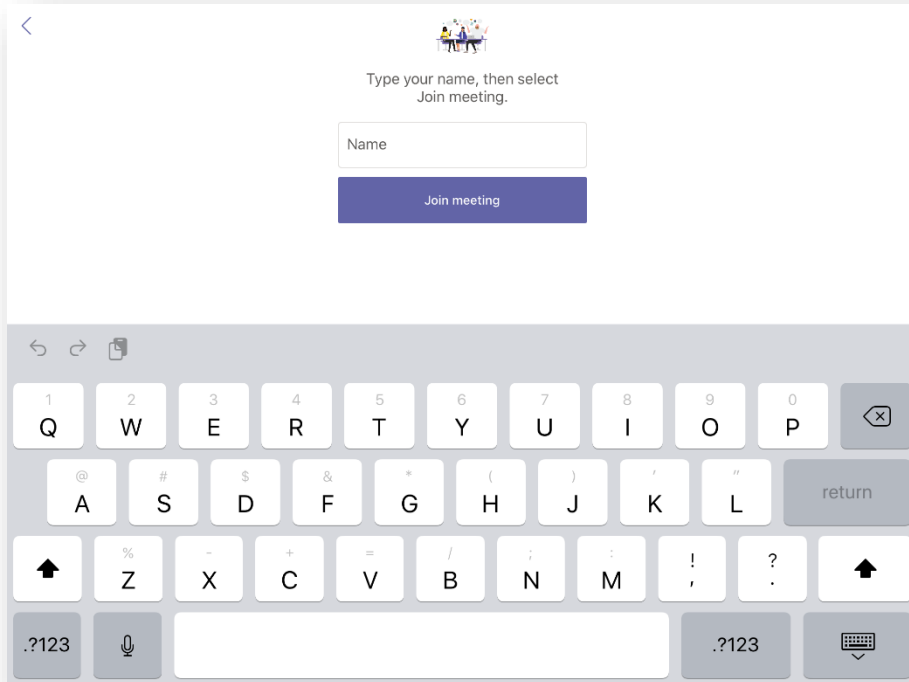 Type your name, then select
Join meeting.
Name
Join meeting
1 2 3 4 5 6 7 8 9 0
Q W E R T Y U I O P
@ # $ & * ( ) ' "
A S D F G H J K L return
% - + = / ; : ! ?
Z X C V B N M , .
.?123 .?123